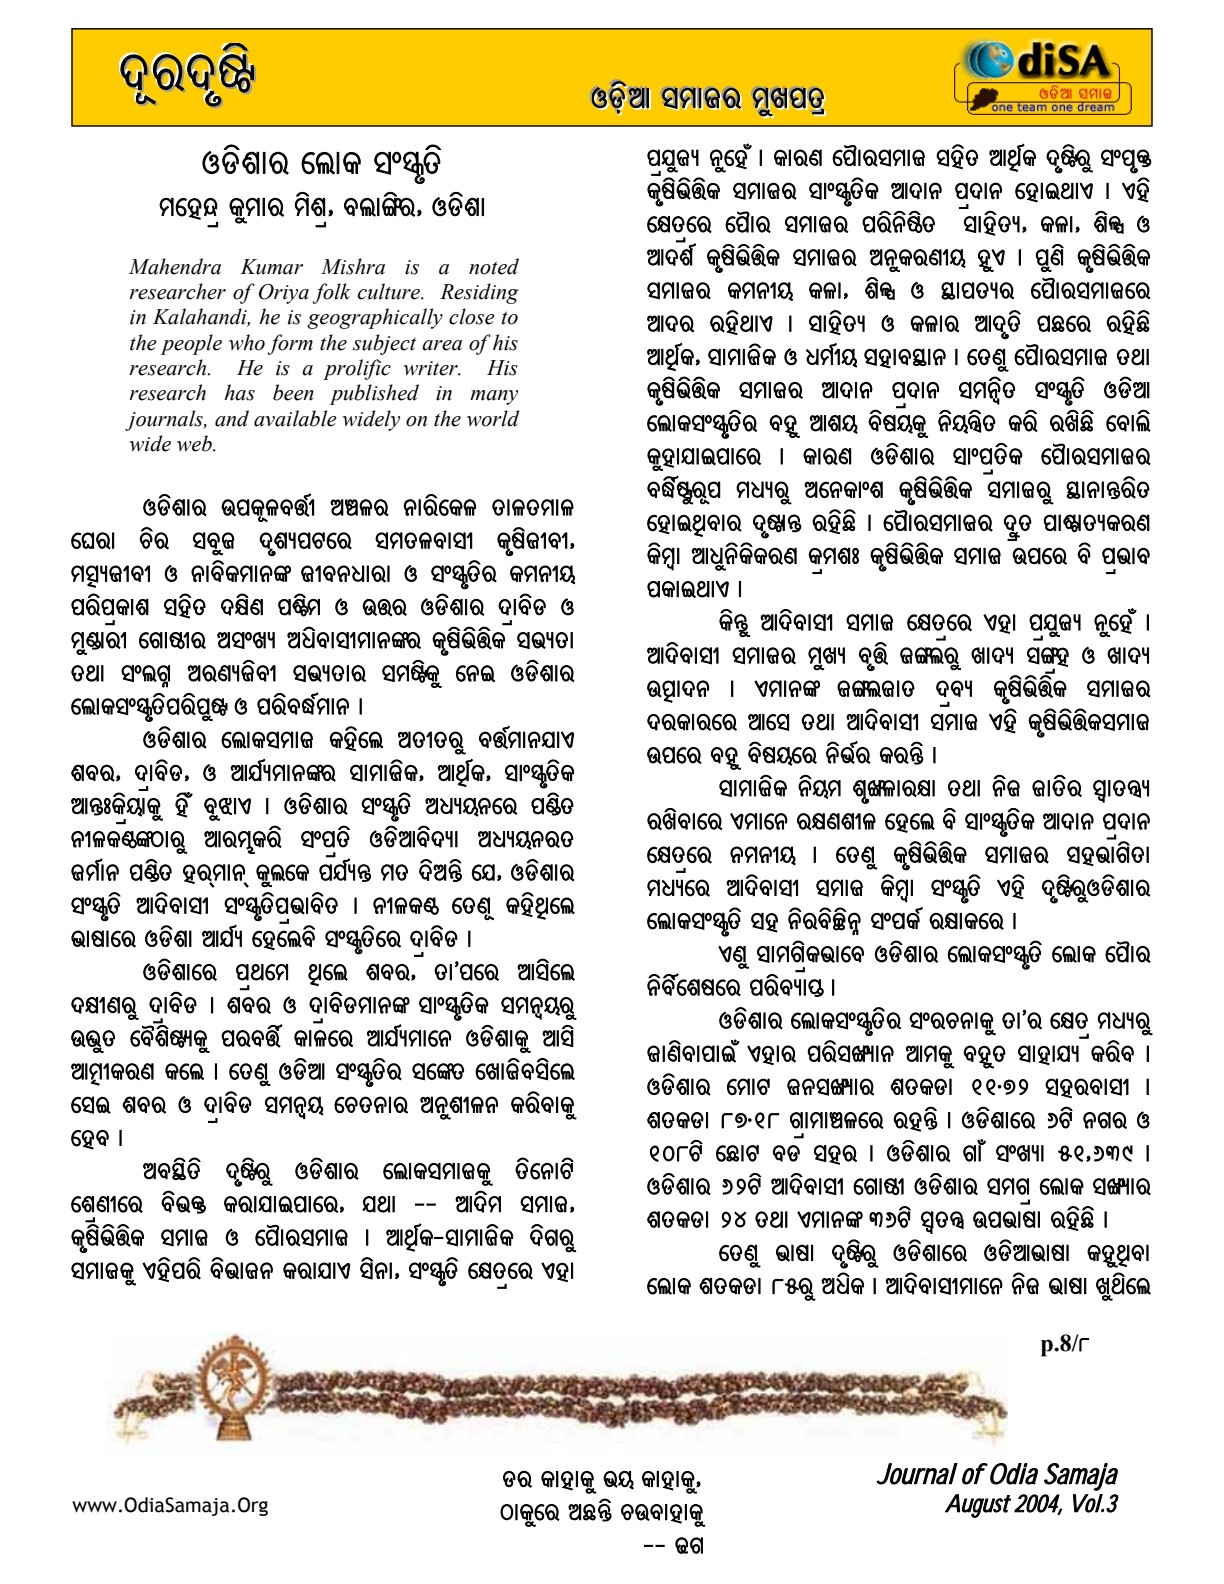 ଦୂରଦୃଷ୍ଟି
ଓଡ଼ିଆ ସମାଜର ମୁଖପତ୍ର
diSA
ଓଡିଆ ସମାଜ
one team one dream
ଓଡିଶାର ଲୋକ ସଂସ୍କୃତି
ମହେନ୍ଦ୍ର କୁମାର ମିଶ୍ର, ବଲାଙ୍ଗିର, ଓଡିଶା
Mahendra Kumar Mishra is a noted
researcher of Oriya folk culture. Residing
in Kalahandi, he is geographically close to
the people who form the subject area of his
research. He is a prolific writer. His
research has been published in many
journals, and available widely on the world
wide web.
ଓଡିଶାର ଉପକୂଳବର୍ତ୍ତୀ ଅଞ୍ଚଳର ନାରିକେଳ ତାଳତମାଳ
ଘେରା ଚିର ସବୁଜ ଦୃଶ୍ୟପଟରେ ସମତଳବାସୀ କୃଷିଜୀବୀ,
ମତ୍ସ୍ୟଜୀବୀ ଓ ନାବିକମାନଙ୍କ ଜୀବନଧାରା ଓ ସଂସ୍କୃତିର କମନୀୟ
ପରିପ୍ରକାଶ ସହିତ ଦକ୍ଷିଣ ପଶ୍ଚିମ ଓ ଉତ୍ତର ଓଡିଶାର ଦ୍ରାବିଡ ଓ
ମୁଣ୍ଡାରୀ ଗୋଷ୍ଠୀର ଅସଂଖ୍ୟ ଅଧିବାସୀମାନଙ୍କର କୃଷିଭିତ୍ତିକ ସଭ୍ୟତା
ତଥା ସଂଲଗ୍ନ ଅରଣ୍ୟଜିବୀ ସଭ୍ୟତାର ସମଷ୍ଟିକୁ ନେଇ ଓଡିଶାର
ଲୋକସଂସ୍କୃତିପରିପୁଷ୍ଟ ଓ ପରିବର୍ଦ୍ଧମାନ ।
ଓଡିଶାର ଲୋକସମାଜ କହିଲେ ଅତୀତରୁ ବର୍ତ୍ତମାନଯାଏ
ଶବର, ଦ୍ରାବିଡ, ଓ ଆର୍ଯ୍ୟମାନଙ୍କର ସାମାଜିକ, ଆର୍ଥିକ, ସାଂସ୍କୃତିକ
ଆନ୍ତଃକ୍ରିୟାକୁ ହିଁ ବୁଝାଏ । ଓଡିଶାର ସଂସ୍କୃତି ଅଧ୍ୟୟନରେ ପଣ୍ଡିତ
ନୀଳକଣ୍ଠଙ୍କଠାରୁ ଆରମ୍ଭକରି ସଂପ୍ରତି ଓଡିଆବିଦ୍ୟା ଅଧ୍ୟୟନରତ
ଜର୍ମାନ ପଣ୍ଡିତ ହର୍‌ମାନ୍ କୁଲକେ ପର୍ଯ୍ୟନ୍ତ ମତ ଦିଅନ୍ତି ଯେ, ଓଡିଶାର
ସଂସ୍କୃତି ଆଦିବାସୀ ସଂସ୍କୃତିପ୍ରଭାବିତ । ନୀଳକଣ୍ଠ ତେଣୁ କହିଥିଲେ
ଭାଷାରେ ଓଡିଶା ଆର୍ଯ୍ୟ ହେଲେବି ସଂସ୍କୃତିରେ ଦ୍ରାବିଡ ।
ଓଡିଶାରେ ପ୍ରଥମେ ଥିଲେ ଶବର, ତା'ପରେ ଆସିଲେ
ଦକ୍ଷୀଣରୁ ଦ୍ରାବିଡ । ଶବର ଓ ଦ୍ରାବିଡମାନଙ୍କ ସାଂସ୍କୃତିକ ସମନ୍ୱୟରୁ
ଉଦ୍ଭୁତ ବୈଶିଷ୍ଟ୍ୟକୁ ପରବର୍ତ୍ତି କାଳରେ ଆର୍ଯ୍ୟମାନେ ଓଡିଶାକୁ ଆସି
ଆତ୍ମୀକରଣ କଲେ । ତେଣୁ ଓଡିଆ ସଂସ୍କୃତିର ସଙ୍କେତ ଖୋଜିବସିଲେ
ସେଇ ଶବର ଓ ଦ୍ରାବିଡ ସମନ୍ୱୟ ଚେତନାର ଅନୁଶୀଳନ କରିବାକୁ
ହେବ ।
ଅବସ୍ଥିତି ଦୃଷ୍ଟିରୁ ଓଡିଶାର ଲୋକସମାଜକୁ ତିନୋଟି
ଶ୍ରେଣୀରେ ବିଭକ୍ତ କରାଯାଇପାରେ, ଯଥା -- ଆଦିମ ସମାଜ,
କୃଷିଭିତ୍ତିକ ସମାଜ ଓ ପୌରସମାଜ । ଆର୍ଥିକ-ସାମାଜିକ ଦିଗରୁ
ସମାଜକୁ ଏହିପରି ବିଭାଜନ କରାଯାଏ ସିନା, ସଂସ୍କୃତି କ୍ଷେତ୍ରରେ ଏହା
ପ୍ରଯୁଜ୍ୟ ନୁହେଁ । କାରଣ ପୌରସମାଜ ସହିତ ଆର୍ଥିକ ଦୃଷ୍ଟିରୁ ସଂପୃକ୍ତ
କୃଷିଭିତ୍ତିକ ସମାଜର ସାଂସ୍କୃତିକ ଆଦାନ ପ୍ରଦାନ ହୋଇଥାଏ । ଏହି
କ୍ଷେତ୍ରରେ ପୌର ସମାଜର ପରିନିଷ୍ଠିତ ସାହିତ୍ୟ, କଳା, ଶିଳ୍ପ ଓ
ଆଦର୍ଶ କୃଷିଭିତ୍ତିକ ସମାଜର ଅନୁକରଣୀୟ ହୁଏ । ପୁଣି କୃଷିଭିତ୍ତିକ
ସମାଜର କମନୀୟ କଳା, ଶିଳ୍ପ ଓ ସ୍ଥାପତ୍ୟର ପୌରସମାଜରେ
ଆଦର ରହିଥାଏ । ସାହିତ୍ୟ ଓ କଳାର ଆଦୃତି ପଛରେ ରହିଛି
ଆର୍ଥିକ, ସାମାଜିକ ଓ ଧର୍ମୀୟ ସହାବସ୍ଥାନ । ତେଣୁ ପୌରସମାଜ ତଥା
କୃଷିଭିତ୍ତିକ ସମାଜର ଆଦାନ ପ୍ରଦାନ ସମନ୍ୱିତ ସଂସ୍କୃତି ଓଡିଆ
ଲୋକସଂସ୍କୃତିର ବହୁ ଆଶୟ ବିଷୟକୁ ନିୟନ୍ତ୍ରିତ କରି ରଖିଛି ବୋଲି
କୁହାଯାଇପାରେ । କାରଣ ଓଡିଶାର ସାଂପ୍ରତିକ ପୌରସମାଜର
ବର୍ଦ୍ଧିଷ୍ଣୁରୂପ ମଧ୍ୟରୁ ଅନେକାଂଶ କୃଷିଭିତ୍ତିକ ସମାଜରୁ ସ୍ଥାନାନ୍ତରିତ
ହୋଇଥିବାର ଦୃଷ୍ଟାନ୍ତ ରହିଛି । ପୌରସମାଜର ଦ୍ରୁତ ପାଶ୍ଚାତ୍ୟକରଣ
କିମ୍ବା ଆଧୁନିକିକରଣ କ୍ରମଶଃ କୃଷିଭିତ୍ତିକ ସମାଜ ଉପରେ ବି ପ୍ରଭାବ
ପକାଇଥାଏ ।
କିନ୍ତୁ ଆଦିବାସୀ ସମାଜ କ୍ଷେତ୍ରରେ ଏହା ପ୍ରଯୁଜ୍ୟ ନୁହେଁ ।
ଆଦିବାସୀ ସମାଜର ମୁଖ୍ୟ ବୃତ୍ତି ଜଙ୍ଗଲରୁ ଖାଦ୍ୟ ସଂଗ୍ରହ ଓ ଖାଦ୍ୟ
ଉତ୍ପାଦନ । ଏମାନଙ୍କ ଜଙ୍ଗଲଜାତ ଦ୍ରବ୍ୟ କୃଷିଭିତ୍ତିକ ସମାଜର
ଦରକାରରେ ଆସେ ତଥା ଆଦିବାସୀ ସମାଜ ଏହି କୃଷିଭିତ୍ତିକସମାଜ
ଉପରେ ବହୁ ବିଷୟରେ ନିର୍ଭର କରନ୍ତି ।
ସାମାଜିକ ନିୟମ ଶୃଙ୍ଖଳାରକ୍ଷା ତଥା ନିଜ ଜାତିର ସ୍ୱାତନ୍ତ୍ର୍ୟ
ରଖିବାରେ ଏମାନେ ରକ୍ଷଣଶୀଳ ହେଲେ ବି ସାଂସ୍କୃତିକ ଆଦାନ ପ୍ରଦାନ
କ୍ଷେତ୍ରରେ ନମନୀୟ । ତେଣୁ କୃଷିଭିତ୍ତିକ ସମାଜର ସହଭାଗିତା
ମଧ୍ୟରେ ଆଦିବାସୀ ସମାଜ କିମ୍ବା ସଂସ୍କୃତି ଏହି ଦୃଷ୍ଟିରୁଓଡିଶାର
ଲୋକସଂସ୍କୃତି ସହ ନିରବିଛିନ୍ନ ସଂପର୍କ ରକ୍ଷାକରେ ।
ଏଣୁ ସାମଗ୍ରିକଭାବେ ଓଡିଶାର ଲୋକସଂସ୍କୃତି ଲୋକ ପୌର
ନିର୍ବିଶେଷରେ ପରିବ୍ୟାପ୍ତ ।
ଓଡିଶାର ଲୋକସଂସ୍କୃତିର ସଂରଚନାକୁ ତା'ର କ୍ଷେତ୍ର ମଧ୍ୟରୁ
ଜାଣିବାପାଇଁ ଏହାର ପରିସଙ୍ଖ୍ୟାନ ଆମକୁ ବହୁତ ସାହାଯ୍ୟ କରିବ ।
ଓଡିଶାର ମୋଟ ଜନସଙ୍ଖ୍ୟାର ଶତକଡା ୧୧.୭୨ ସହରବାସୀ ।
ଶତକଡା ୮୭.୧୮ ଗ୍ରାମାଞ୍ଚଳରେ ରହନ୍ତି । ଓଡିଶାରେ ୬ଟି ନଗର ଓ
୧୦୮ଟି ଛୋଟ ବଡ ସହର । ଓଡିଶାର ଗାଁ ସଂଖ୍ୟା ୫୧,୬୩୯ ।
ଓଡିଶାର ୬୨ଟି ଆଦିବାସୀ ଗୋଷ୍ଠୀ ଓଡିଶାର ସମଗ୍ର ଲୋକ ସଙ୍ଖ୍ୟାର
ଶତକଡା ୨୪ ତଥା ଏମାନଙ୍କ ୩୬ଟି ସ୍ୱତନ୍ତ୍ର ଉପଭାଷା ରହିଛି ।
ତେଣୁ ଭାଷା ଦୃଷ୍ଟିରୁ ଓଡିଶାରେ ଓଡିଆଭାଷା କହୁଥିବା
ଲୋକ ଶତକଡା ୮୫ରୁ ଅଧିକ । ଆଦିବାସୀମାନେ ନିଜ ଭାଷା ଖୁଥିଲେ
p.8/୮
www.OdiaSamaja.Org
ଡର କାହାକୁ ଭୟ କାହାକୁ,
ଠାକୁରେ ଅଛନ୍ତି ଚଉବାହାକୁ
-- ଢଗ
Journal of Odia Samaja
August 2004, Vol.3